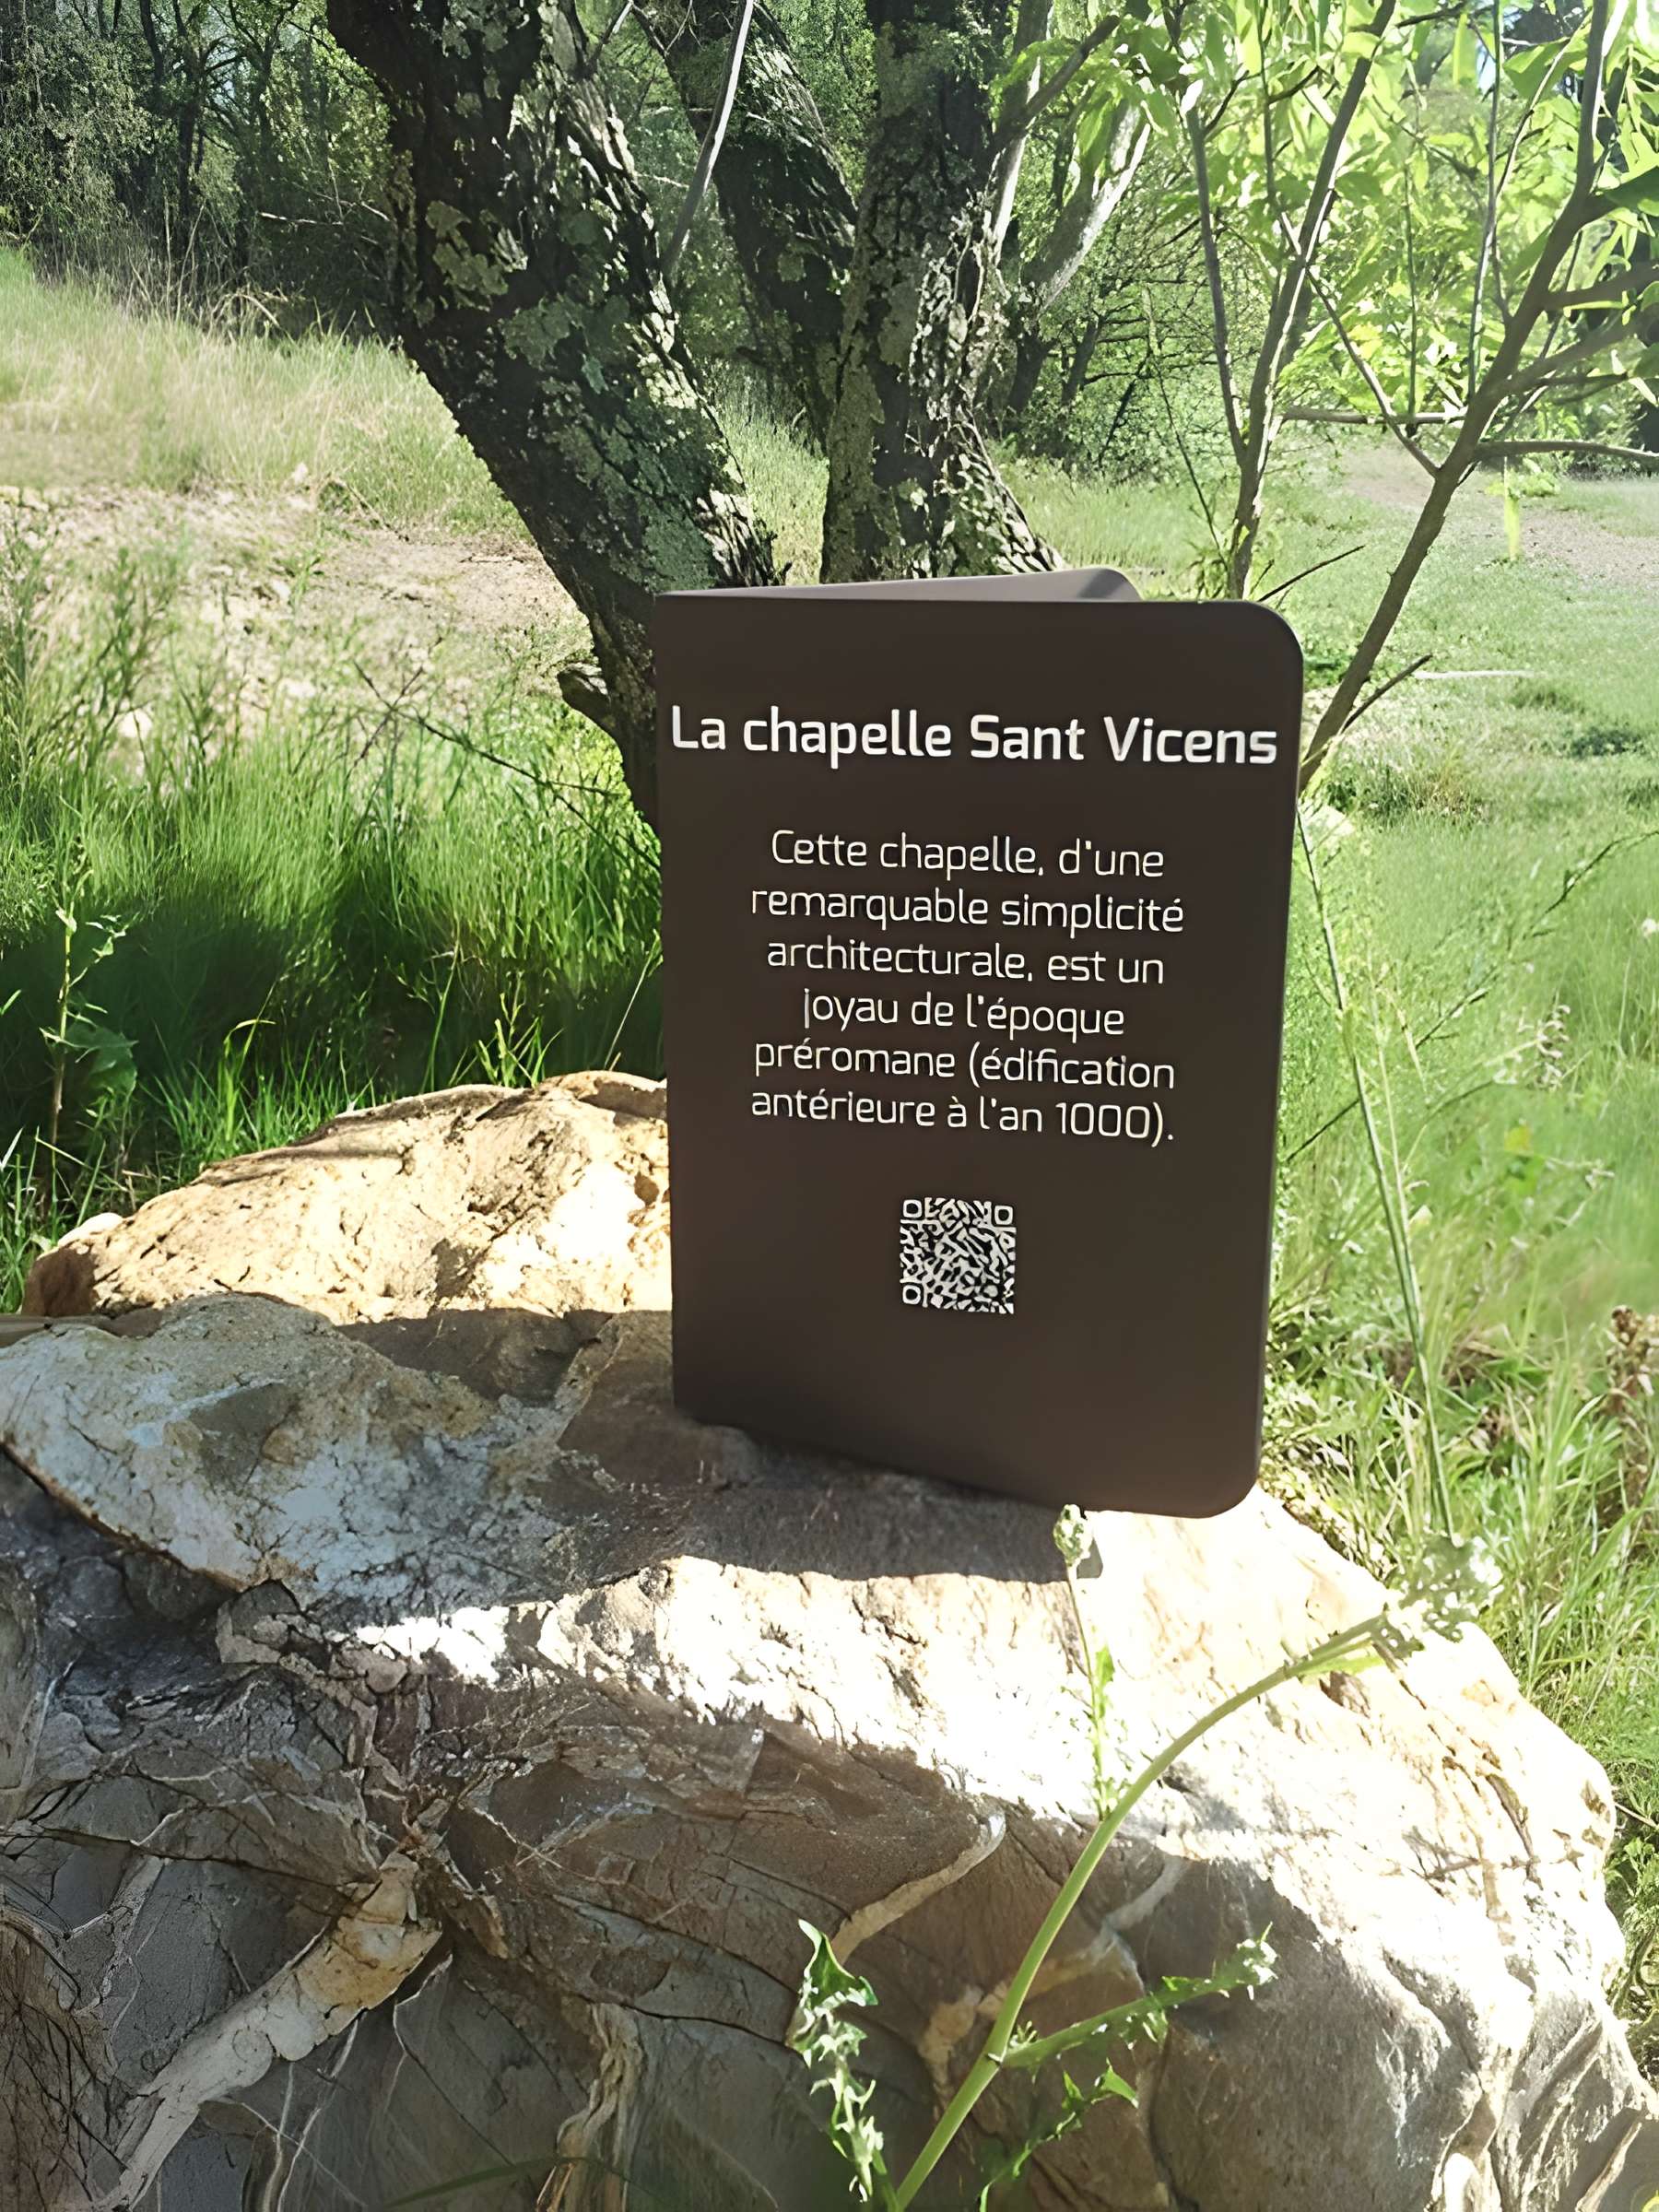 La chapelle Sant Vicens
Cette chapelle, d'une
remarquable simplicité
architecturale, est un
joyau de l'époque
préromane (édification
antérieure à l'an 1000).